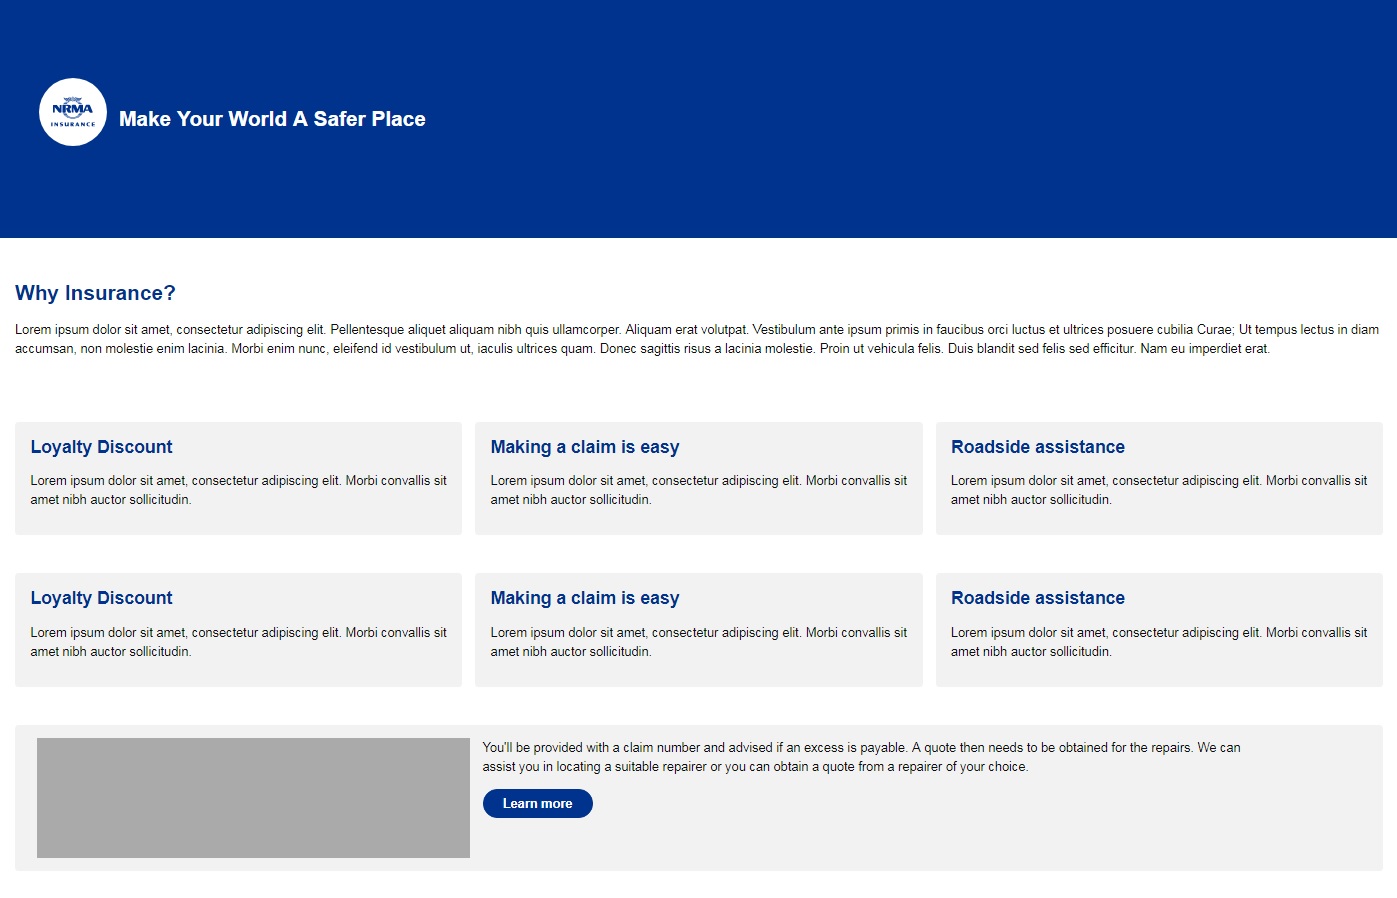 NRMA
INSURANCE
Make Your World A Safer Place
Why Insurance?
Lorem ipsum dolor sit amet, consectetur adipiscing elit. Pellentesque aliquet aliquam nibh quis ullamcorper. Aliquam erat volutpat. Vestibulum ante ipsum primis in faucibus orci luctus et ultrices posuere cubilia Curae; Ut tempus lectus in diam
accumsan, non molestie enim lacinia. Morbi enim nunc, eleifend id vestibulum ut, iaculis ultrices quam. Donec sagittis risus a lacinia molestie. Proin ut vehicula felis. Duis blandit sed felis sed efficitur. Nam eu imperdiet erat.
Loyalty Discount
Lorem ipsum dolor sit amet, consectetur adipiscing elit. Morbi convallis sit
amet nibh auctor sollicitudin.
Making a claim is easy
Lorem ipsum dolor sit amet, consectetur adipiscing elit. Morbi convallis sit
amet nibh auctor sollicitudin.
Roadside assistance
Lorem ipsum dolor sit amet, consectetur adipiscing elit. Morbi convallis sit
amet nibh auctor sollicitudin.
Loyalty Discount
Lorem ipsum dolor sit amet, consectetur adipiscing elit. Morbi convallis sit
amet nibh auctor sollicitudin.
Making a claim is easy
Lorem ipsum dolor sit amet, consectetur adipiscing elit. Morbi convallis sit
amet nibh auctor sollicitudin.
Roadside assistance
Lorem ipsum dolor sit amet, consectetur adipiscing elit. Morbi convallis sit
amet nibh auctor sollicitudin.
You'll be provided with a claim number and advised if an excess is payable. A quote then needs to be obtained for the repairs. We can
assist you in locating a suitable repairer or you can obtain a quote from a repairer of your choice.
Learn more